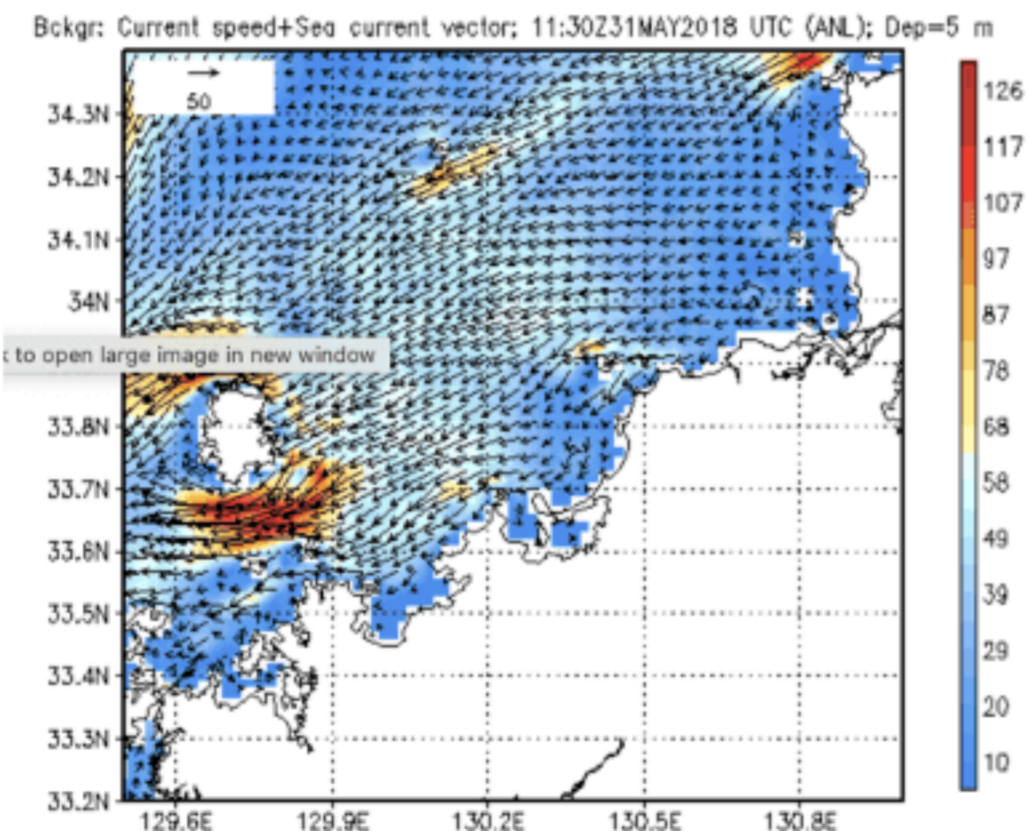 Bckgr: Current speed+Sea current vector; 11:30Z31MAY2018 UTC (ANL); Dep=5 m
50
34.3N
34.2N
34.1N
34N
k to open large image in new window
33.8N
33.7N
33.6N
33.5N
33.4N
33.3N
33.2N
129.6E 129.9E 130.2E 130.5E 130.8E
126
117
107
97
87
78
68
58
49
39
29
20
10